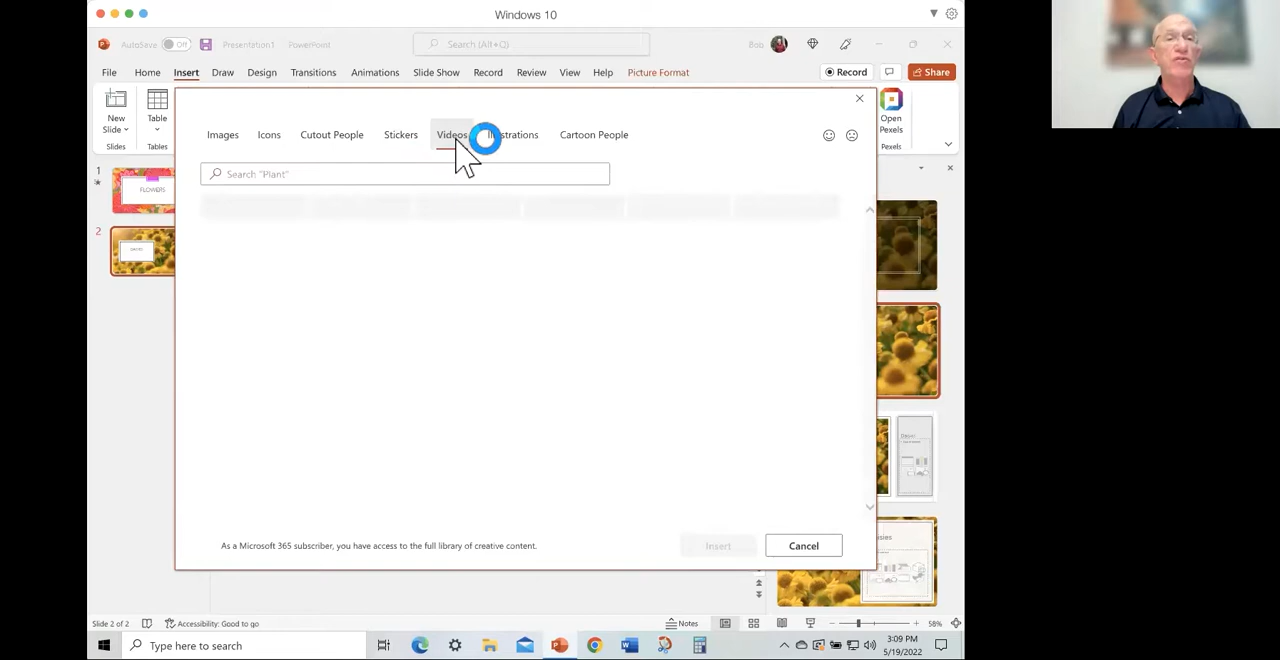 Windows 10
AutoSave Off Presentation1 PowerPoint Search (Alt+Q) Bob
File Home Insert Draw Design Transitions Animations Slide Show Record Review View Help Picture Format Record Share
New
Slide
Table
Slides Tables
Open
Pexels
Pexels
Images Icons Cutout People Stickers Videos Illustrations Cartoon People
Search "Plant"
1
FLOWERS
2
As a Microsoft 365 subscriber, you have access to the full library of creative content.
Insert Cancel
Slide 2 of 2 Accessibility: Good to go Notes 58%
Type here to search
3:09 PM
5/19/2022